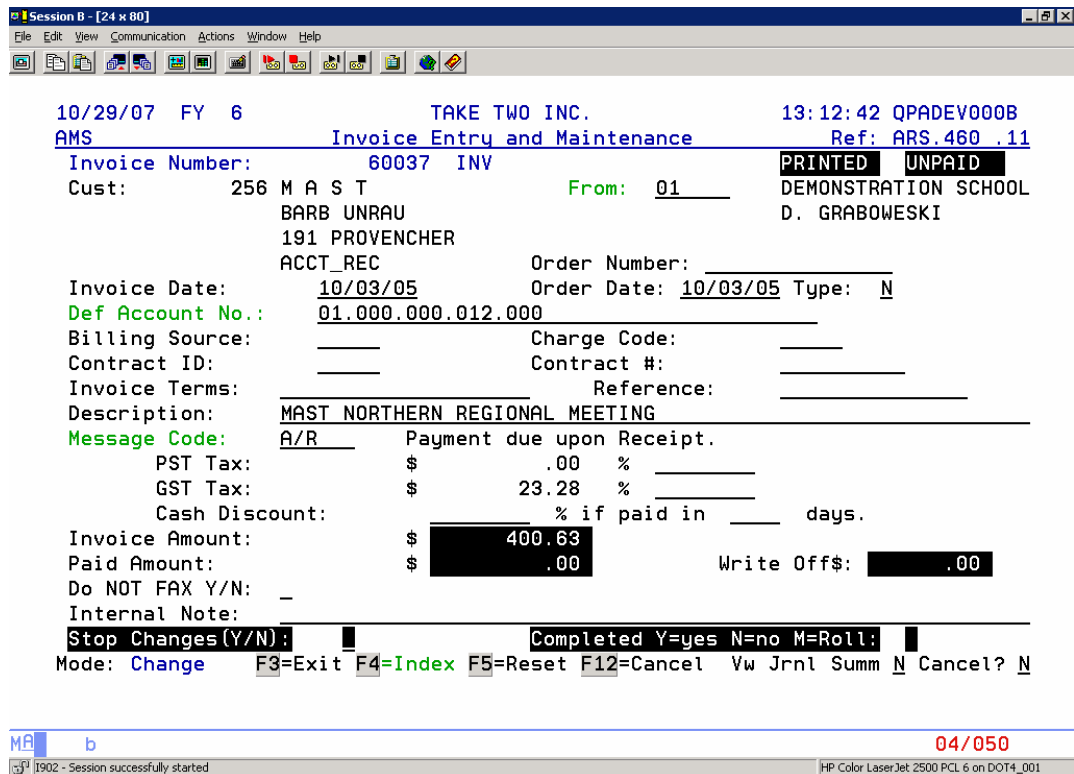 Session B - [24 x 80]
File Edit View Communication Actions Window Help
10/29/07 FY 6 TAKE TWO INC. 13:12:42 QPADEV000B
AMS Invoice Entry and Maintenance Ref: ARS.460 .11
Invoice Number: 60037 INV PRINTED UNPAID
Cust: 256 M A S T From: 01 DEMONSTRATION SCHOOL
BARB UNRAU D. GRABOWESKI
191 PROVENCHER
ACCT_REC Order Number:
Invoice Date: 10/03/05 Order Date: 10/03/05 Type: N
Def Account No.: 01.000.000.012.000
Billing Source: Charge Code:
Contract ID: Contract #:
Invoice Terms: Reference:
Description: MAST NORTHERN REGIONAL MEETING
Message Code: A/R Payment due upon Receipt.
PST Tax: $ .00 %
GST Tax: $ 23.28 %
Cash Discount: % if paid in days.
Invoice Amount: $ 400.63
Paid Amount: $ .00 Write Off$: .00
Do NOT FAX Y/N:
Internal Note:
Stop Changes(Y/N): Completed Y=yes N=no M=Roll:
Mode: Change F3=Exit F4=Index F5=Reset F12=Cancel Vw Jrnl Summ N Cancel? N
MA b 04/050
I902 - Session successfully started HP Color LaserJet 2500 PCL 6 on DOT4_001